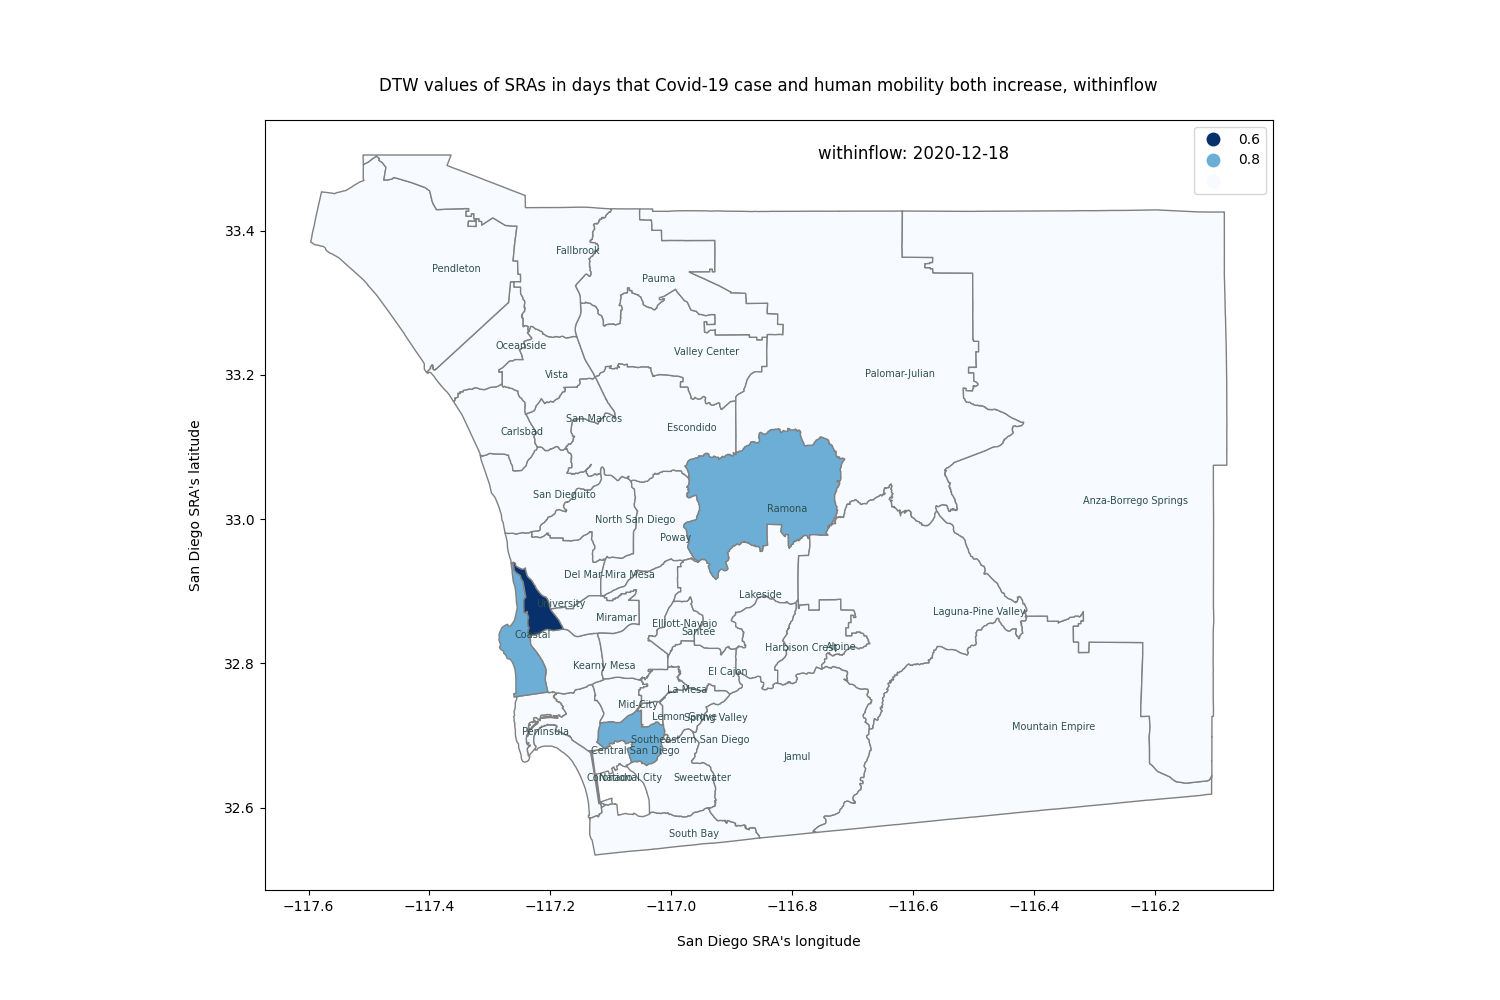 DTW values of SRAs in days that Covid-19 case and human mobility both increase, withinflow
withinflow: 2020-12-18
0.6
0.8
33.4
33.2
33.0
32.8
32.6
San Diego SRA's latitude
Fallbrook
Pendleton
Pauma
Oceanside
Valley Center
Vista
Palomar-Julian
San Marcos
Carlsbad
Escondido
San Dieguito
Anza-Borrego Springs
Ramona
North San Diego
Poway
Del Mar-Mira Mesa
Lakeside
University
Miramar
Laguna-Pine Valley
Elliott-Navajo
Santee
Coastal
Harbison Crest
Alpine
Kearny Mesa
El Cajon
La Mesa
Mid-City
Lemon Grove
Spring Valley
Peninsula
Mountain Empire
Southeastern San Diego
Central San Diego
Jamul
Coronado
National City
Sweetwater
South Bay
−117.6
−117.4
−117.2
−117.0
−116.8
−116.6
−116.4
−116.2
San Diego SRA's longitude